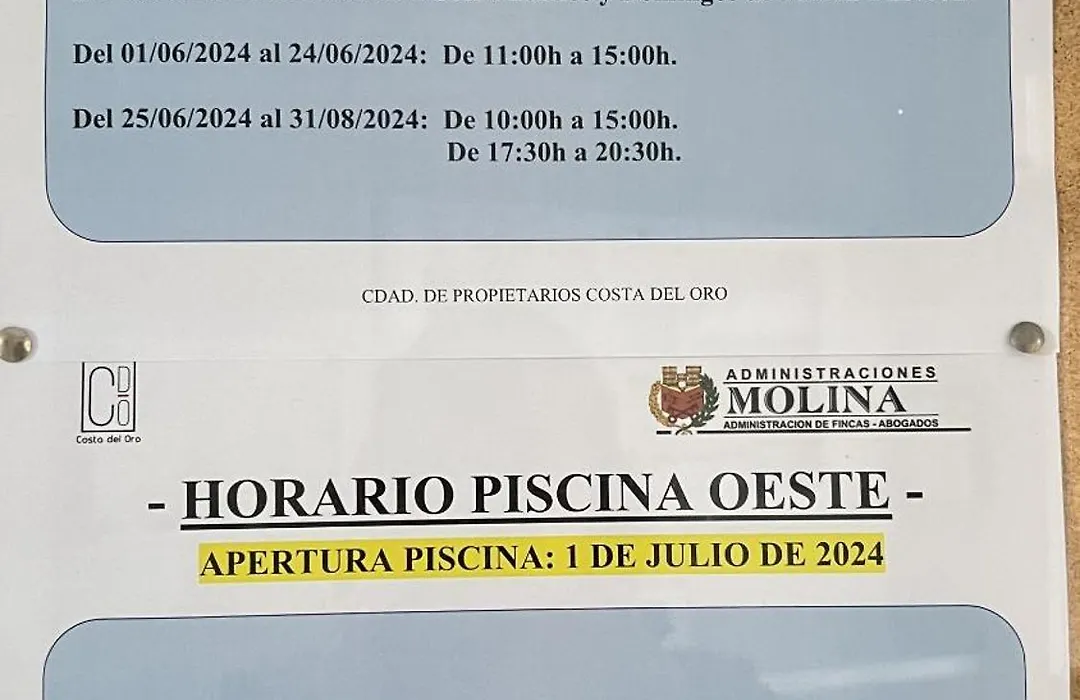 y Domingos
Del 01/06/2024 al 24/06/2024: De 11:00h a 15:00h.
Del 25/06/2024 al 31/08/2024: De 10:00h a 15:00h.
De 17:30h a 20:30h.
CDAD. DE PROPIETARIOS COSTA DEL ORO
CDO
Costa del Oro
ADMINISTRACIONES
MOLINA
ADMINISTRACION DE FINCAS - ABOGADOS
- HORARIO PISCINA OESTE -
APERTURA PISCINA: 1 DE JULIO DE 2024